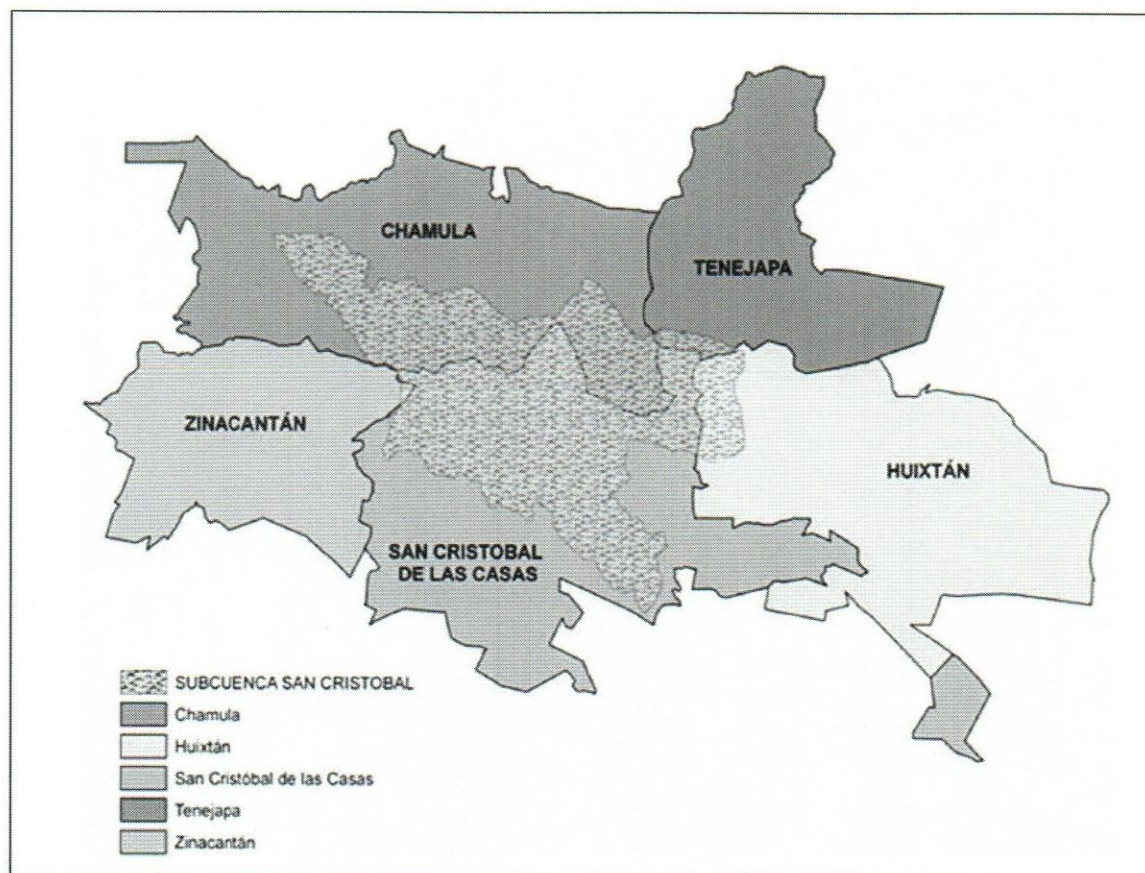 CHAMULA
TENEJAPA
ZINACANTÁN
HUIXTÁN
SAN CRISTOBAL
DE LAS CASAS
SUBCUENCA SAN CRISTOBAL
Chamula
Huixtán
San Cristóbal de las Casas
Tenejapa
Zinacantán